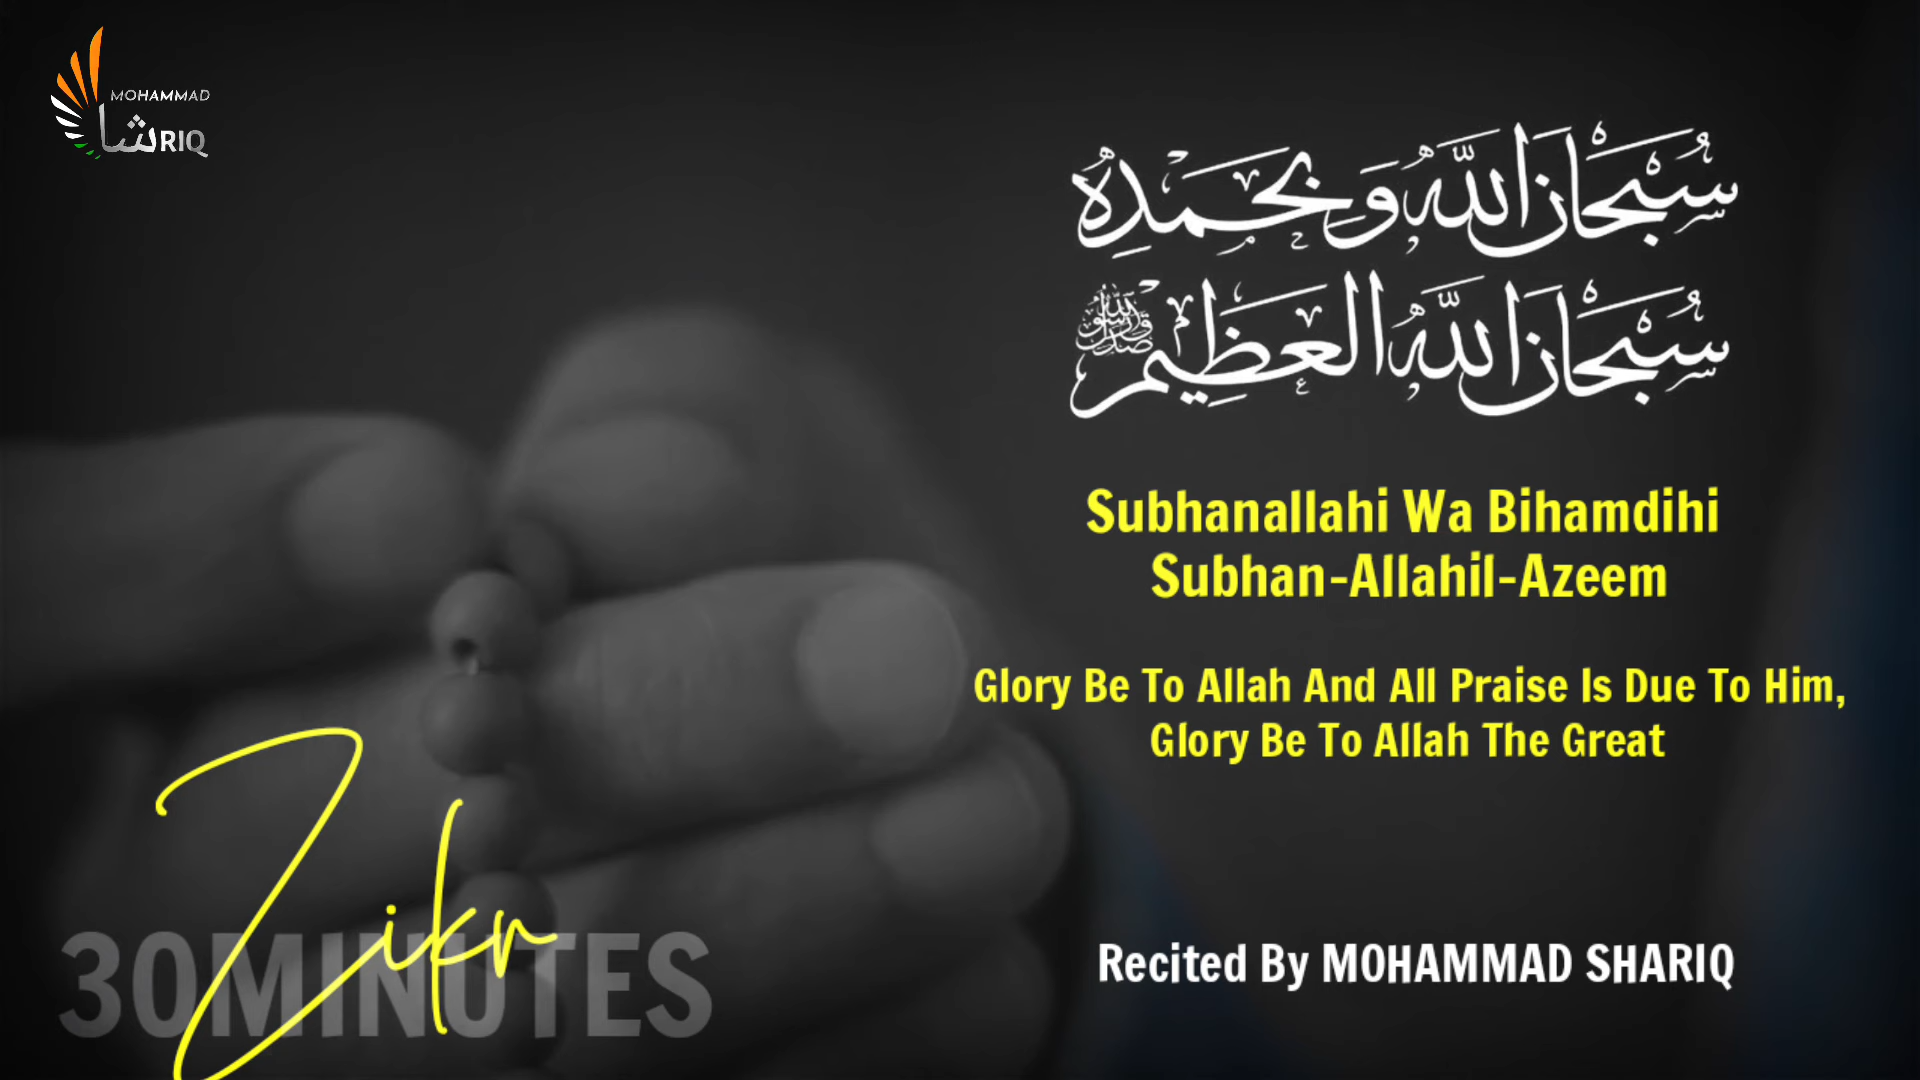 MOHAMMAD
شاRIQ
سُبْحَانَ اللّٰهِ وَبِحَمْدِهِ
سُبْحَانَ اللّٰهِ الْعَظِيمِ
Subhanallahi Wa Bihamdihi
Subhan-Allahil-Azeem
Glory Be To Allah And All Praise Is Due To Him,
Glory Be To Allah The Great
Zikr
30MINUTES
Recited By MOHAMMAD SHARIQ